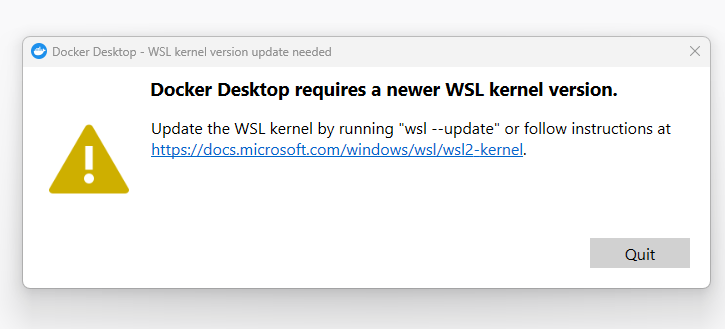 Docker Desktop - WSL kernel version update needed
Docker Desktop requires a newer WSL kernel version.
Update the WSL kernel by running "wsl --update" or follow instructions at
https://docs.microsoft.com/windows/wsl/wsl2-kernel.
Quit